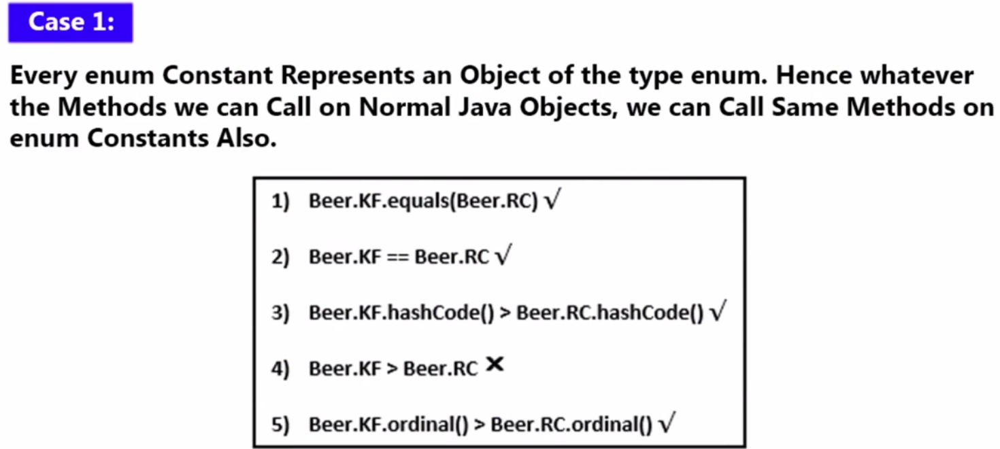 Case 1:
Every enum Constant Represents an Object of the type enum. Hence whatever
the Methods we can Call on Normal Java Objects, we can Call Same Methods on
enum Constants Also.
1) Beer.KF.equals(Beer.RC) √
2) Beer.KF == Beer.RC √
3) Beer.KF.hashCode() > Beer.RC.hashCode() √
4) Beer.KF > Beer.RC ×
5) Beer.KF.ordinal() > Beer.RC.ordinal() √